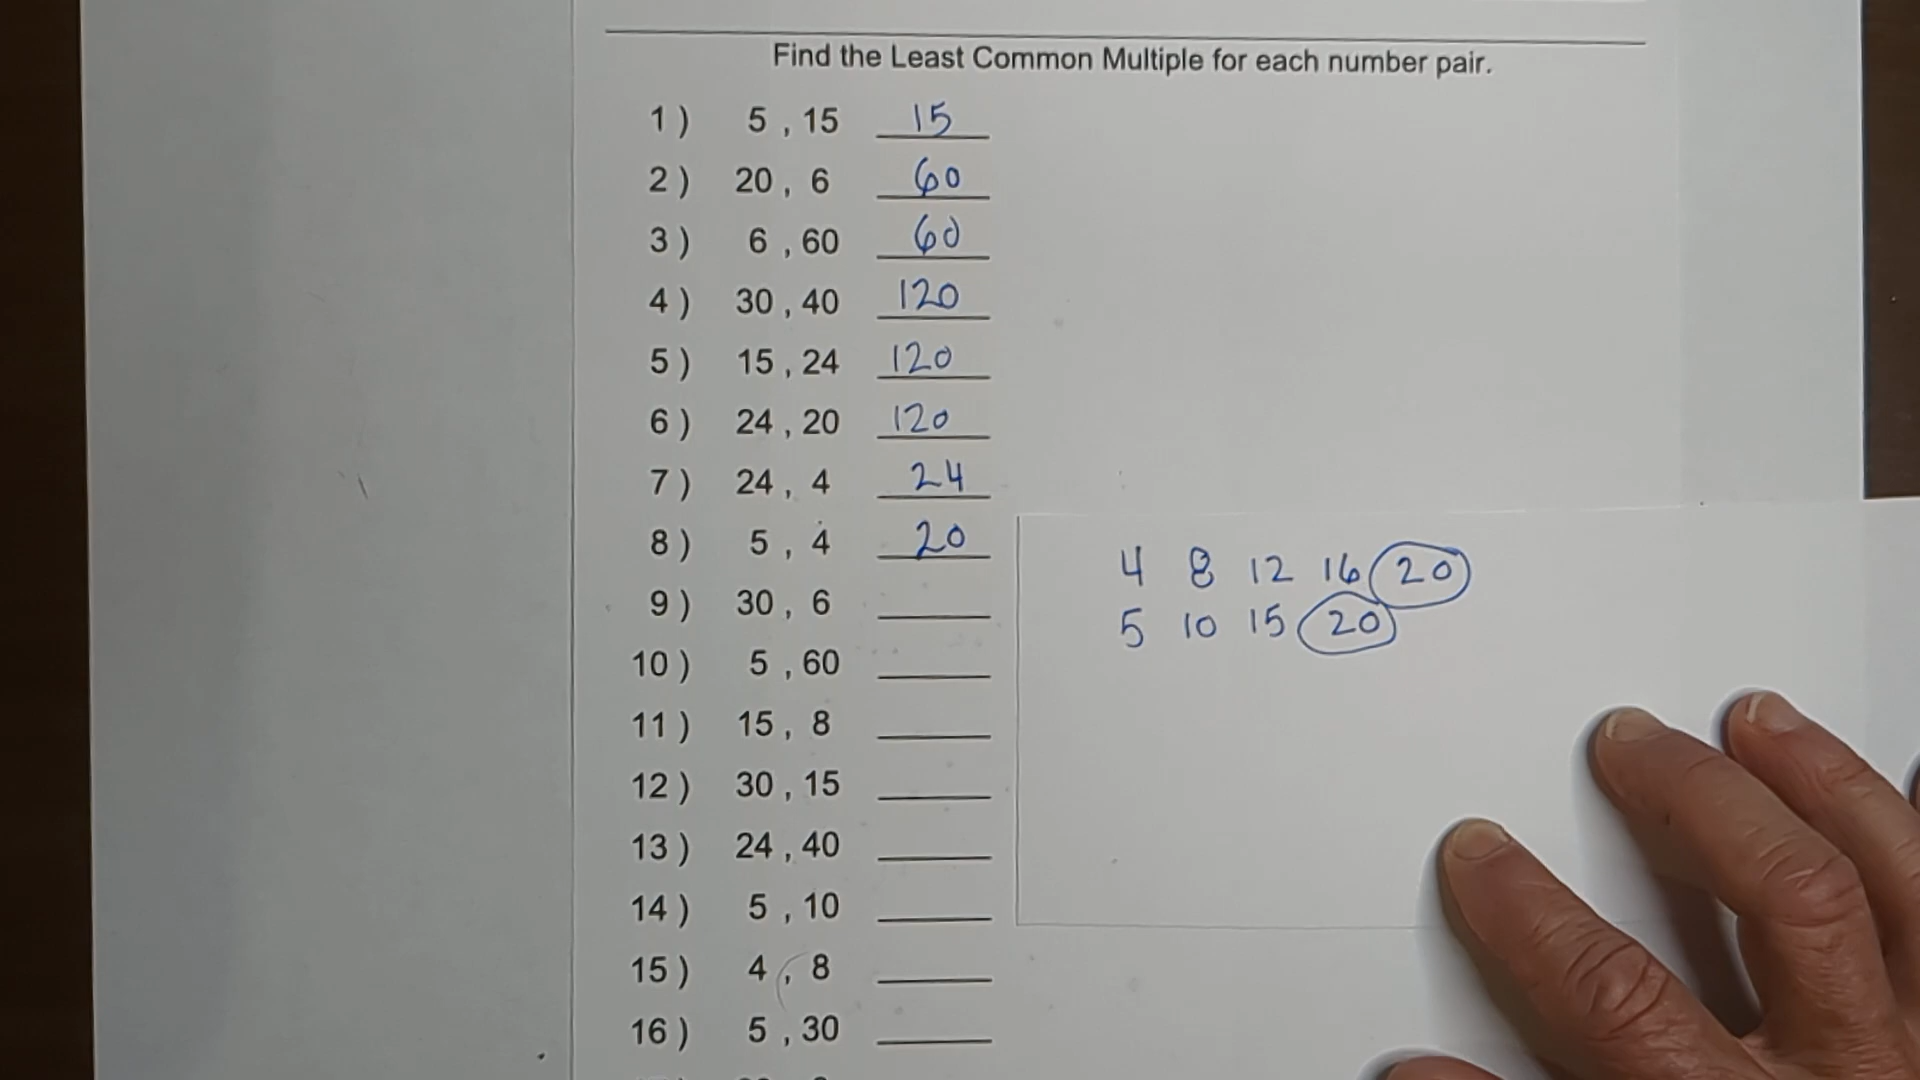 Find the Least Common Multiple for each number pair.
1) 5 , 15 15
2) 20 , 6 60
3) 6 , 60 60
4) 30 , 40 120
5) 15 , 24 120
6) 24 , 20 120
7) 24 , 4 24
8) 5 , 4 20
4 8 12 16 20
5 10 15 20
9) 30 , 6
10) 5 , 60
11) 15 , 8
12) 30 , 15
13) 24 , 40
14) 5 , 10
15) 4 , 8
16) 5 , 30